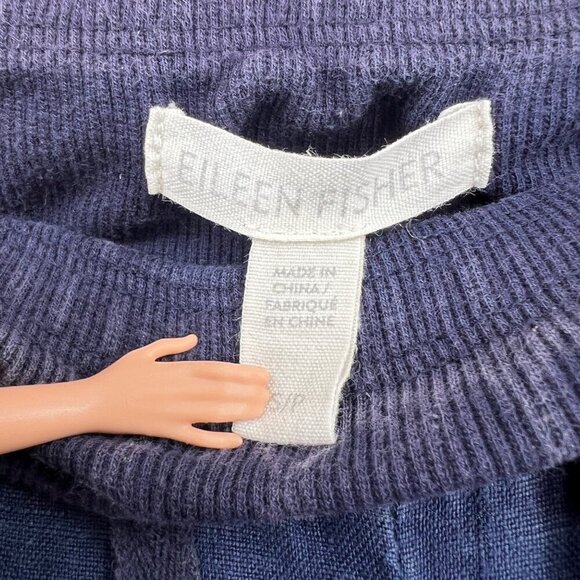 EILEEN FISHER
MADE IN
CHINA/
FABRIQUÉ
EN CHINE
S/P